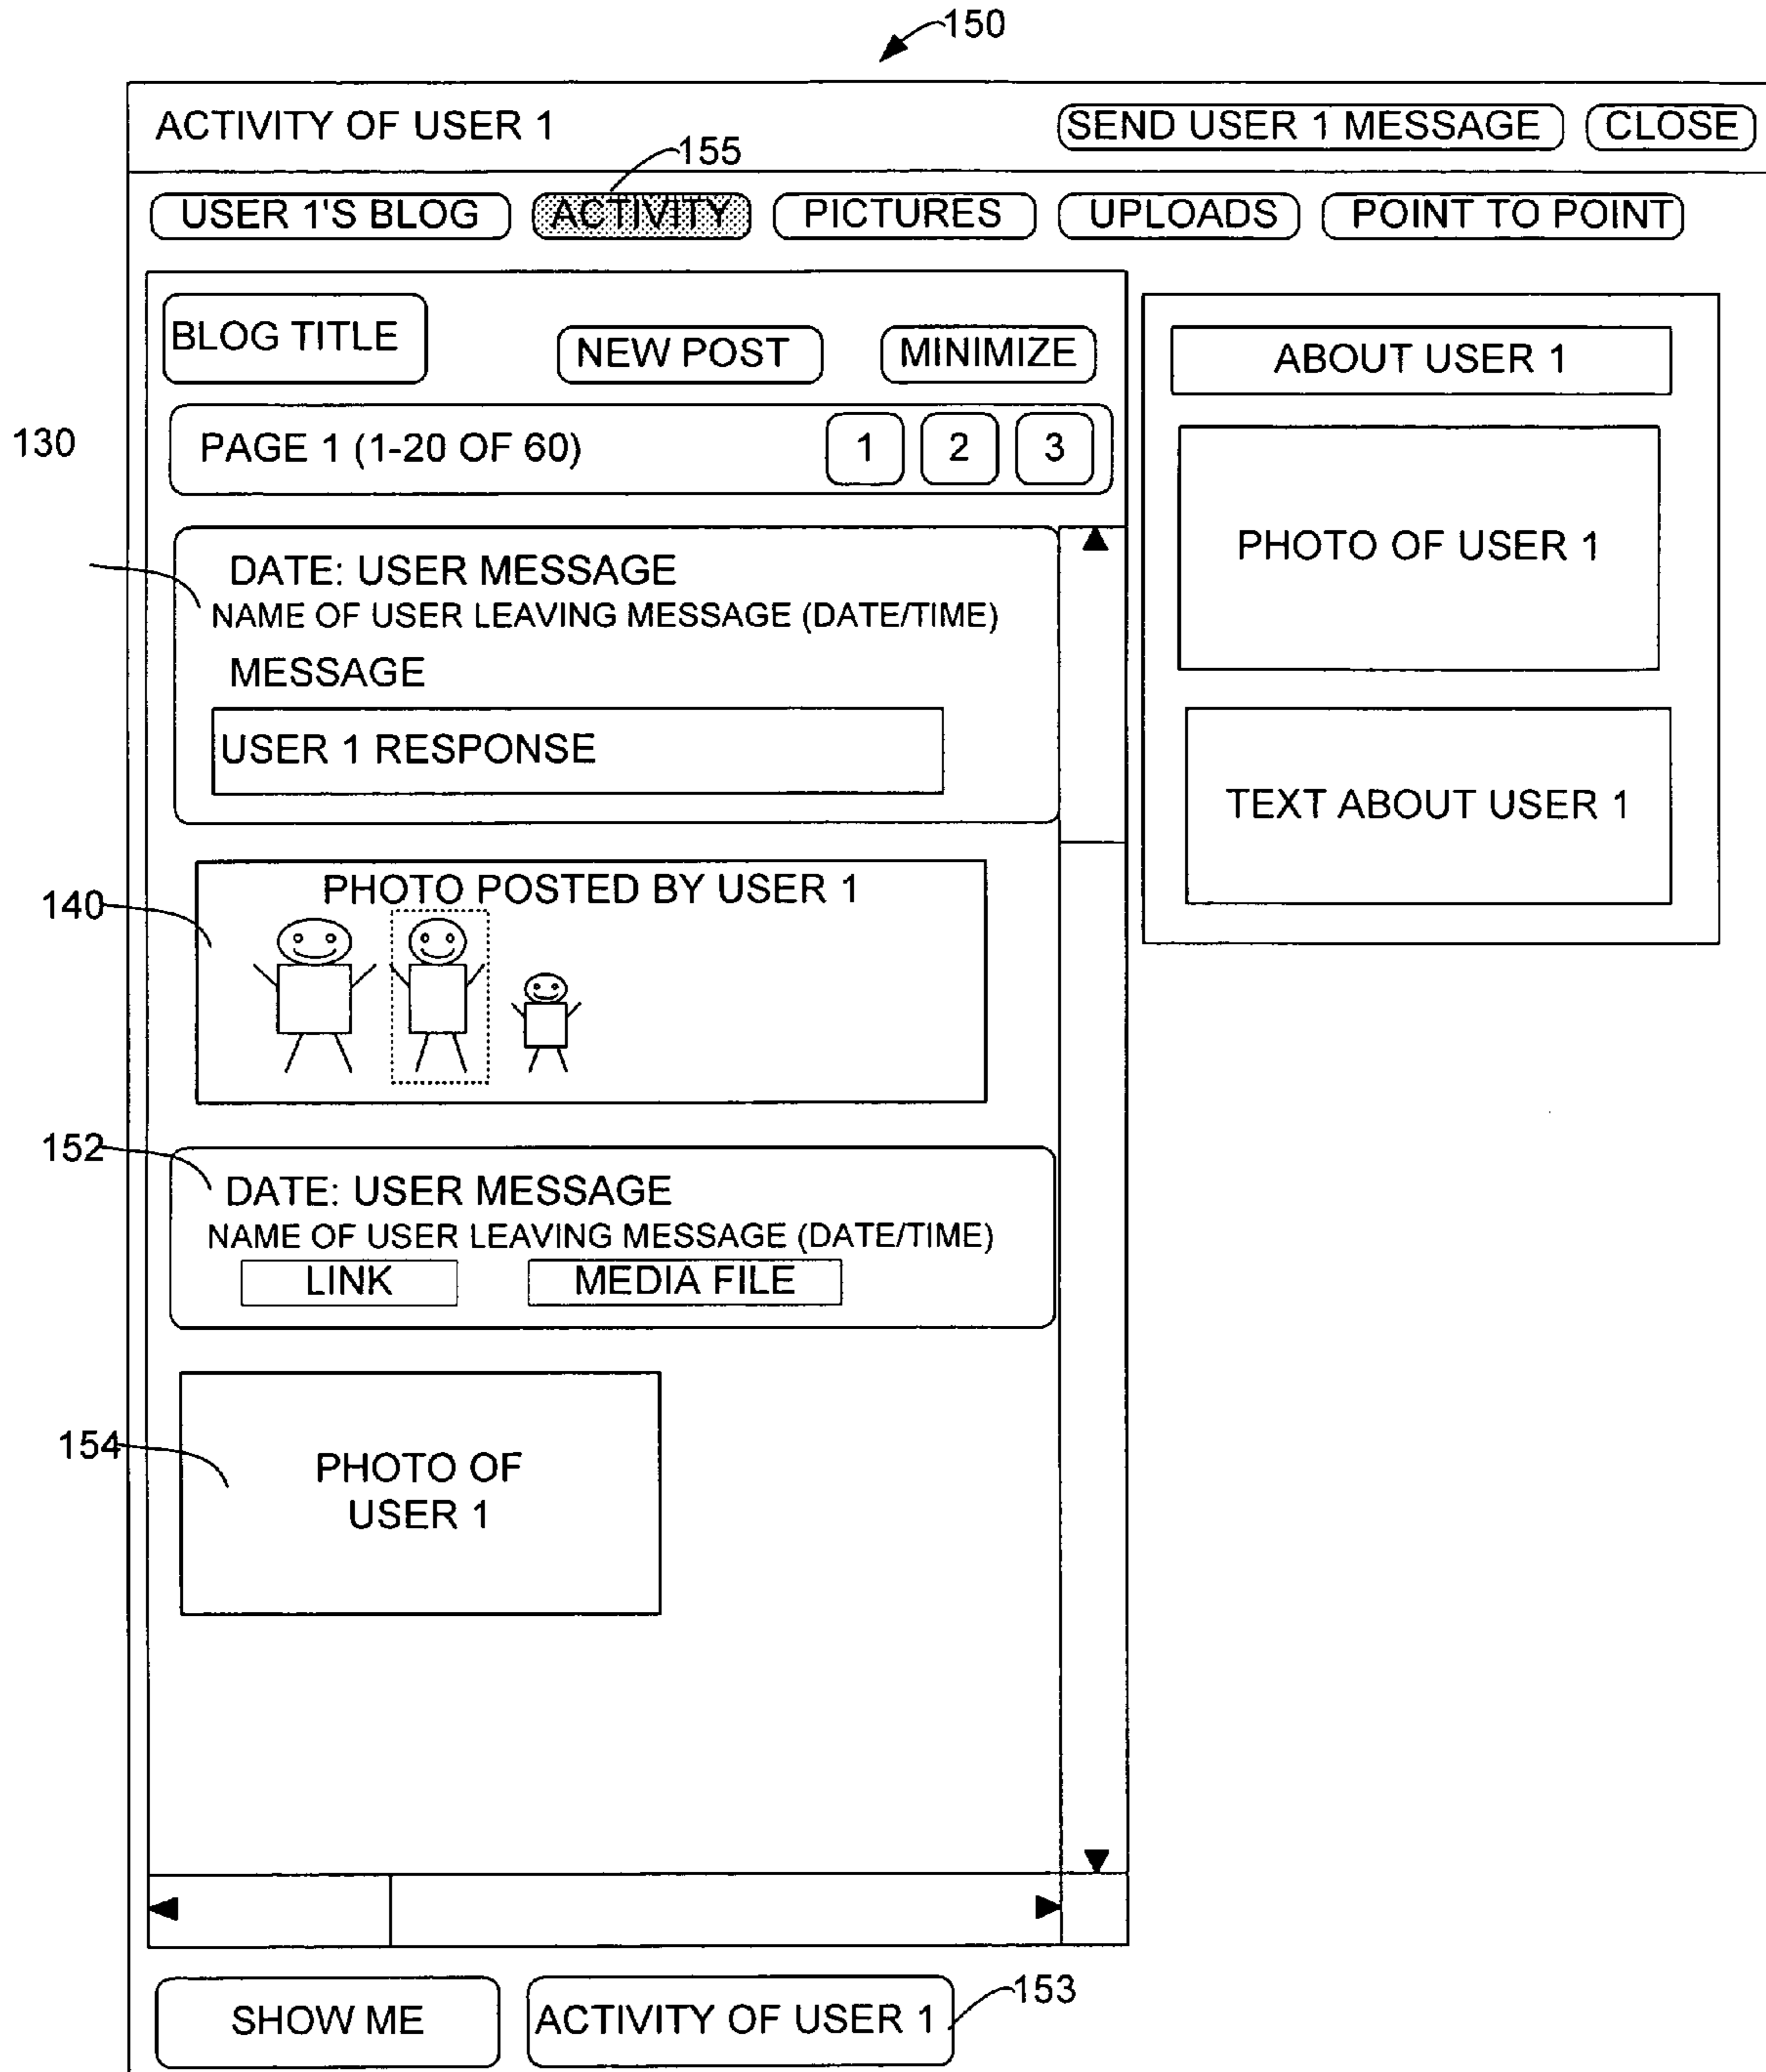 150
ACTIVITY OF USER 1 SEND USER 1 MESSAGE CLOSE
155
USER 1'S BLOG ACTIVITY PICTURES UPLOADS POINT TO POINT
BLOG TITLE NEW POST MINIMIZE
ABOUT USER 1
130
PAGE 1 (1-20 OF 60) 1 2 3
PHOTO OF USER 1
DATE: USER MESSAGE
NAME OF USER LEAVING MESSAGE (DATE/TIME)
MESSAGE
USER 1 RESPONSE
TEXT ABOUT USER 1
PHOTO POSTED BY USER 1
140
152
DATE: USER MESSAGE
NAME OF USER LEAVING MESSAGE (DATE/TIME)
LINK MEDIA FILE
154
PHOTO OF
USER 1
153
SHOW ME ACTIVITY OF USER 1